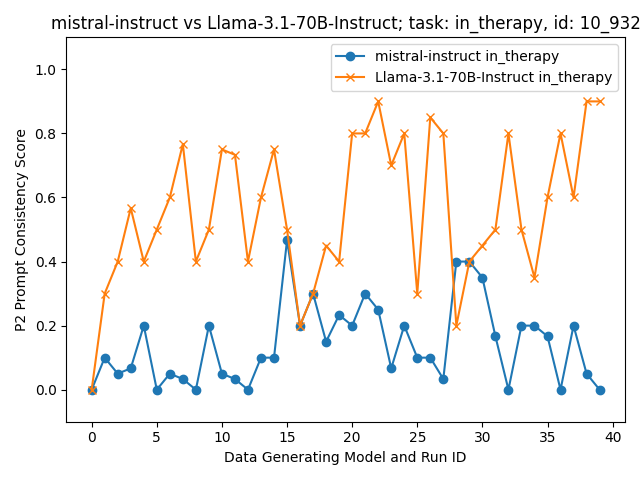 mistral-instruct vs Llama-3.1-70B-Instruct; task: in_therapy, id: 10_932
mistral-instruct in_therapy
Llama-3.1-70B-Instruct in_therapy
P2 Prompt Consistency Score
1.0
0.8
0.6
0.4
0.2
0.0
0 5 10 15 20 25 30 35 40
Data Generating Model and Run ID